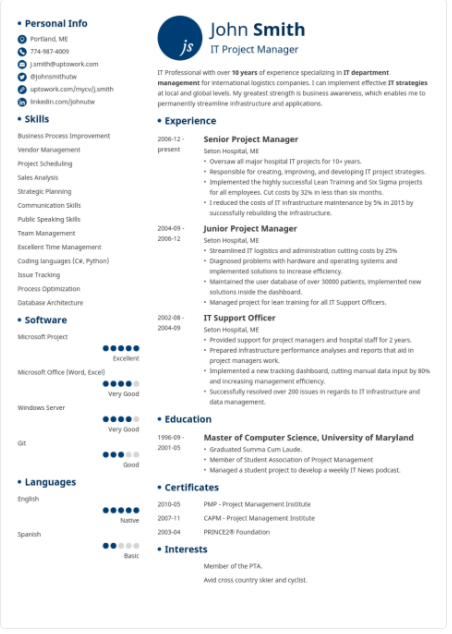 • Personal Info
Portland, ME
774-987-4009
j.smith@uptowork.com
@johnsmithutw
uptowork.com/mycv/j.smith
linkedin.com/johnutw
• Skills
Business Process Improvement
Vendor Management
Project Scheduling
Sales Analysis
Strategic Planning
Communication Skills
Public Speaking Skills
Team Management
Excellent Time Management
Coding languages (C#, Python)
Issue Tracking
Process Optimization
Database Architecture
• Software
Microsoft Project
Excellent
Microsoft Office (Word, Excel)
Very Good
Windows Server
Very Good
Git
Good
• Languages
English
Native
Spanish
Basic
js
John Smith
IT Project Manager
IT Professional with over 10 years of experience specializing in IT department
management for international logistics companies. I can implement effective IT strategies
at local and global levels. My greatest strength is business awareness, which enables me to
permanently streamline infrastructure and applications.
• Experience
2006-12 -
present
Senior Project Manager
Seton Hospital, ME
• Oversaw all major hospital IT projects for 10+ years.
• Responsible for creating, improving, and developing IT project strategies.
• Implemented the highly successful Lean Training and Six Sigma projects
for all employees. Cut costs by 32% in less than six months.
• I reduced the costs of IT infrastructure maintenance by 5% in 2015 by
successfully rebuilding the infrastructure.
2004-09 -
2006-12
Junior Project Manager
Seton Hospital, ME
• Streamlined IT logistics and administration cutting costs by 25%
• Diagnosed problems with hardware and operating systems and
implemented solutions to increase efficiency.
• Maintained the user database of over 30000 patients, implemented new
solutions inside the dashboard.
• Managed project for lean training for all IT Support Officers.
2002-08 -
2004-09
IT Support Officer
Seton Hospital, ME
• Provided support for project managers and hospital staff for 2 years.
• Prepared infrastructure performance analyses and reports that aid in
project managers work.
• Implemented a new tracking dashboard, cutting manual data input by 80%
and increasing management efficiency.
• Successfully resolved over 200 issues in regards to IT infrastructure and
data management.
• Education
1996-09 -
2001-05
Master of Computer Science, University of Maryland
• Graduated Summa Cum Laude.
• Member of Student Association of Project Management
• Managed a student project to develop a weekly IT News podcast.
• Certificates
2010-05 PMP - Project Management Institute
2007-11 CAPM - Project Management Institute
2003-04 PRINCE2® Foundation
• Interests
Member of the PTA.
Avid cross country skier and cyclist.